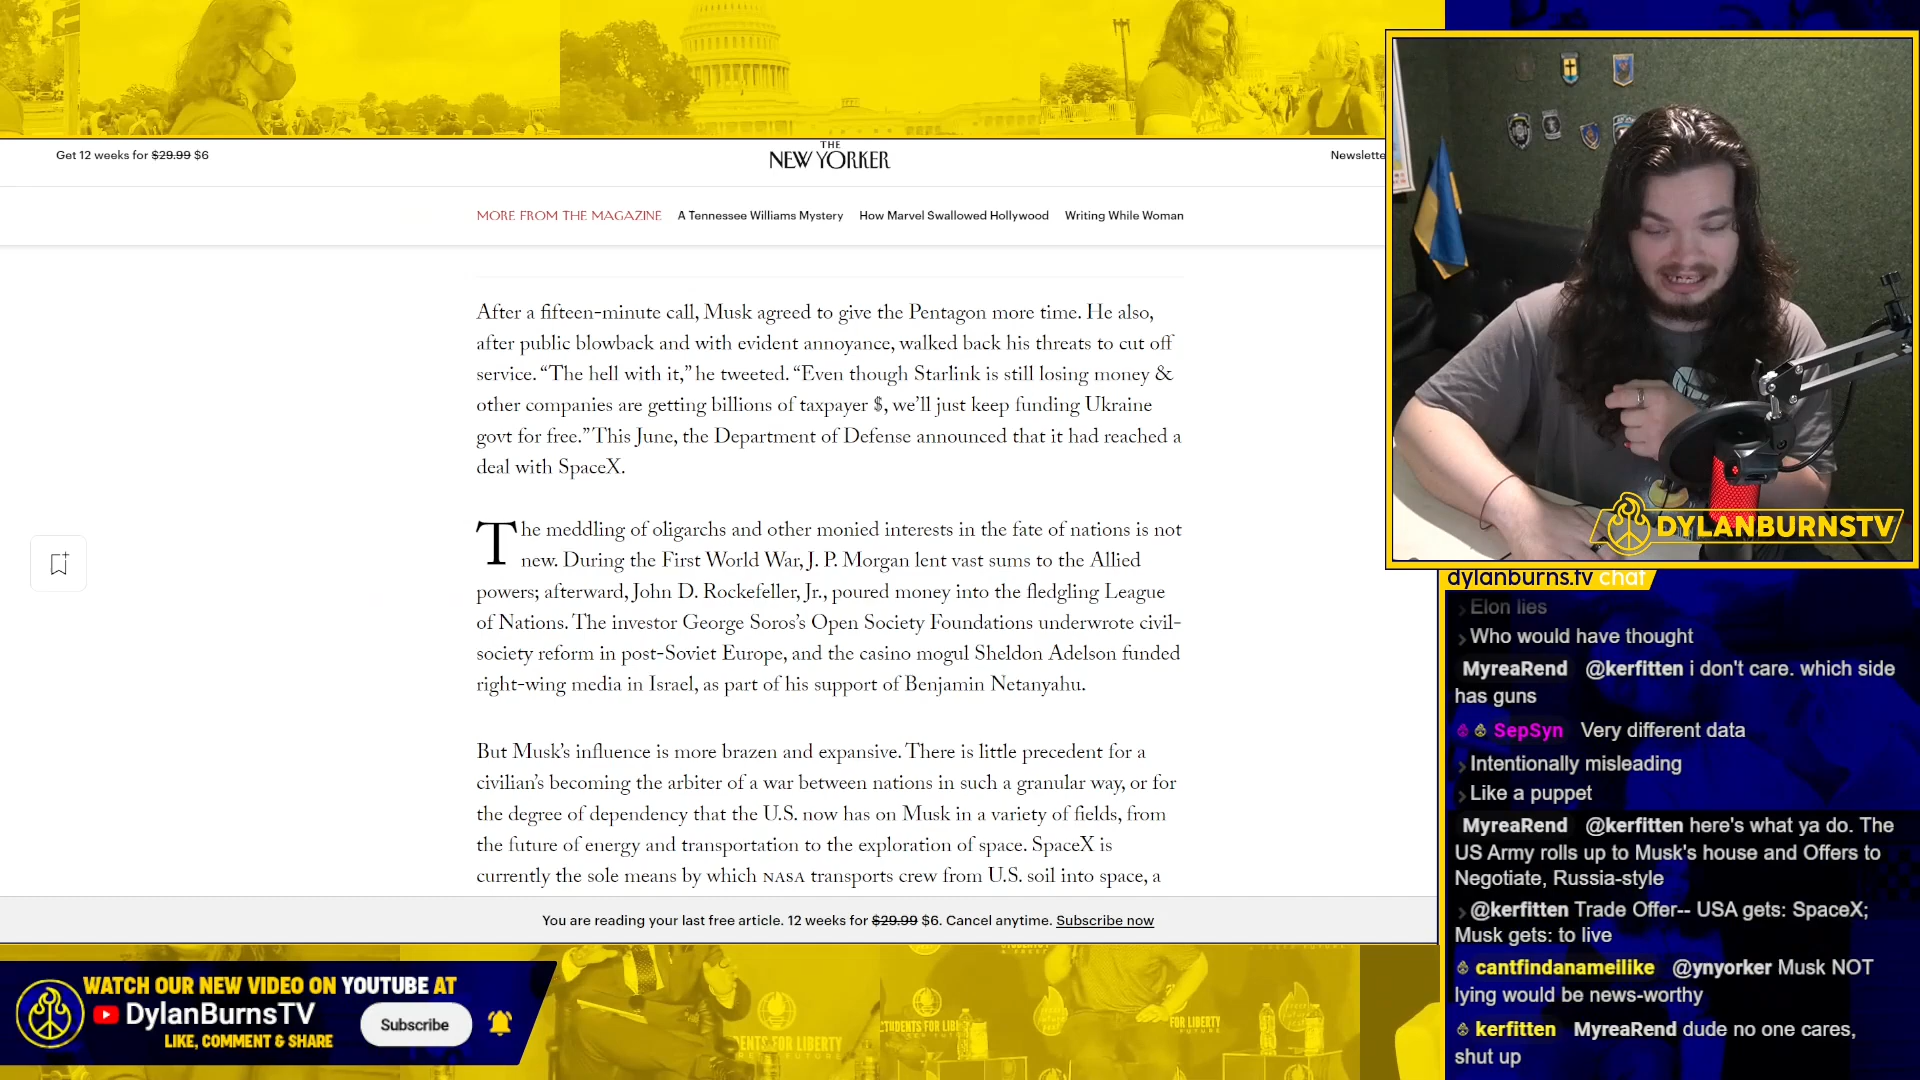 Get 12 weeks for $29.99 $6
THE
NEW YORKER
Newslette
MORE FROM THE MAGAZINE A Tennessee Williams Mystery How Marvel Swallowed Hollywood Writing While Woman
After a fifteen-minute call, Musk agreed to give the Pentagon more time. He also,
after public blowback and with evident annoyance, walked back his threats to cut off
service. “The hell with it,” he tweeted. “Even though Starlink is still losing money &
other companies are getting billions of taxpayer $, we’ll just keep funding Ukraine
govt for free.” This June, the Department of Defense announced that it had reached a
deal with SpaceX.
The meddling of oligarchs and other monied interests in the fate of nations is not
new. During the First World War, J. P. Morgan lent vast sums to the Allied
powers; afterward, John D. Rockefeller, Jr., poured money into the fledgling League
of Nations. The investor George Soros’s Open Society Foundations underwrote civil-
society reform in post-Soviet Europe, and the casino mogul Sheldon Adelson funded
right-wing media in Israel, as part of his support of Benjamin Netanyahu.
But Musk’s influence is more brazen and expansive. There is little precedent for a
civilian’s becoming the arbiter of a war between nations in such a granular way, or for
the degree of dependency that the U.S. now has on Musk in a variety of fields, from
the future of energy and transportation to the exploration of space. SpaceX is
currently the sole means by which NASA transports crew from U.S. soil into space, a
You are reading your last free article. 12 weeks for $29.99 $6. Cancel anytime. Subscribe now
WATCH OUR NEW VIDEO ON YOUTUBE AT
DylanBurnsTV
LIKE, COMMENT & SHARE
Subscribe
FOR LIBERTY
DYLANBURNSTV
dylanburns.tv chat
Elon lies
Who would have thought
MyreaRend @kerfitten i don't care. which side
has guns
SepSyn Very different data
Intentionally misleading
Like a puppet
MyreaRend @kerfitten here's what ya do. The
US Army rolls up to Musk's house and Offers to
Negotiate, Russia-style
@kerfitten Trade Offer-- USA gets: SpaceX;
Musk gets: to live
cantfindanameilike @ynyorker Musk NOT
lying would be news-worthy
kerfitten MyreaRend dude no one cares,
shut up